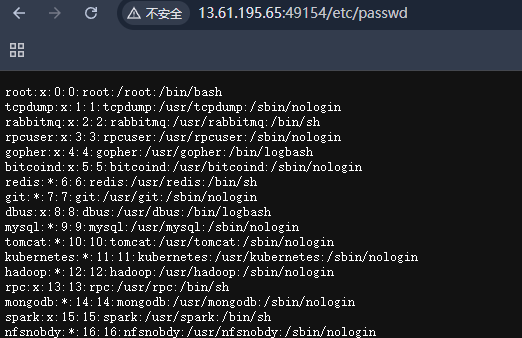 不安全 13.61.195.65:49154/etc/passwd
root:x:0:0:root:/root:/bin/bash
tcpdump:x:1:1:tcpdump:/usr/tcpdump:/sbin/nologin
rabbitmq:x:2:2:rabbitmq:/usr/rabbitmq:/bin/sh
rpcuser:x:3:3:rpcuser:/usr/rpcuser:/sbin/nologin
gopher:x:4:4:gopher:/usr/gopher:/bin/logbash
bitcoind:x:5:5:bitcoind:/usr/bitcoind:/sbin/nologin
redis:*:6:6:redis:/usr/redis:/bin/sh
git:*:7:7:git:/usr/git:/sbin/nologin
dbus:x:8:8:dbus:/usr/dbus:/bin/logbash
mysql:*:9:9:mysql:/usr/mysql:/sbin/nologin
tomcat:*:10:10:tomcat:/usr/tomcat:/sbin/nologin
kubernetes:*:11:11:kubernetes:/usr/kubernetes:/sbin/nologin
hadoop:*:12:12:hadoop:/usr/hadoop:/sbin/nologin
rpc:x:13:13:rpc:/usr/rpc:/bin/sh
mongodb:*:14:14:mongodb:/usr/mongodb:/sbin/nologin
spark:x:15:15:spark:/usr/spark:/bin/sh
nfsnobdy:*:16:16:nfsnobdy:/usr/nfsnobdy:/sbin/nologin